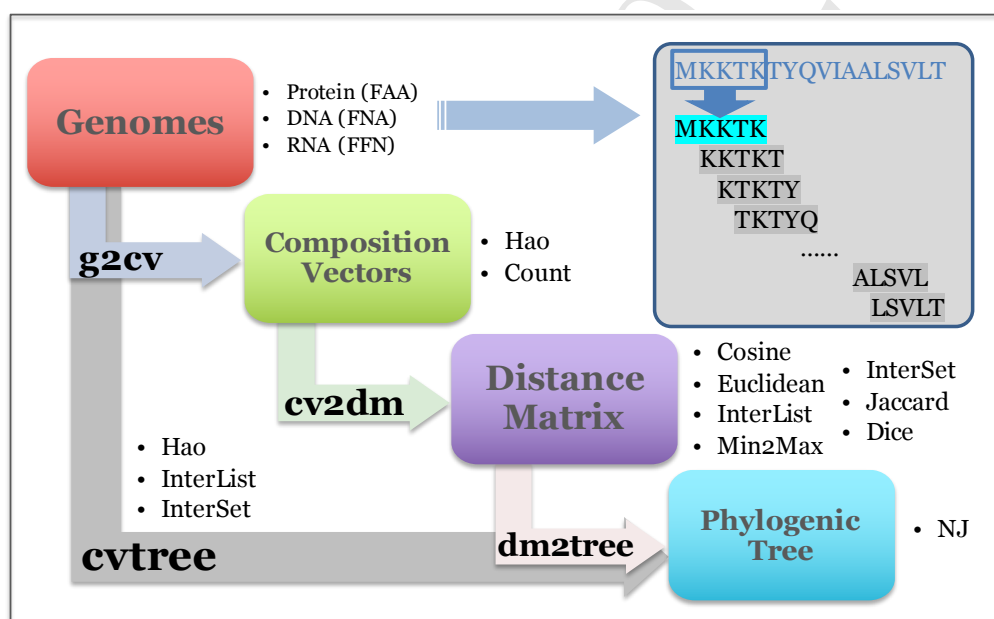 Genomes
• Protein (FAA)
• DNA (FNA)
• RNA (FFN)
MKKTKTYQVIAALSVLT
MKKTK
KKTKT
KTKTY
TKTYQ
......
ALSVL
LSVLT
g2cv
Composition
Vectors
• Hao
• Count
cv2dm
Distance
Matrix
• Cosine
• Euclidean
• InterList
• Min2Max
• InterSet
• Jaccard
• Dice
• Hao
• InterList
• InterSet
cvtree
dm2tree
Phylogenic
Tree
• NJ